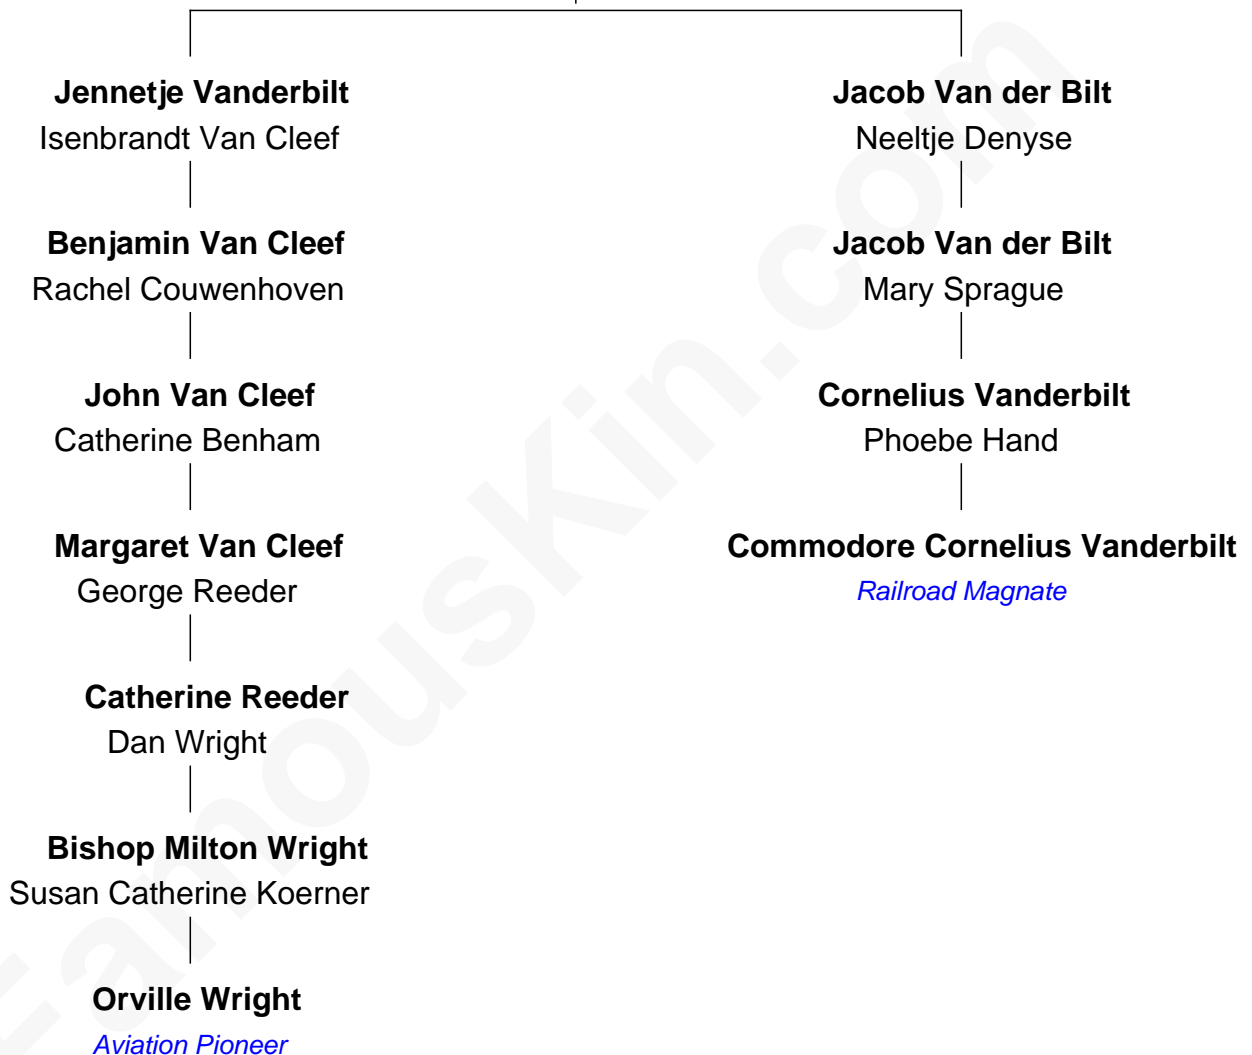 Jennetje Vanderbilt
Isenbrandt Van Cleef
Benjamin Van Cleef
Rachel Couwenhoven
John Van Cleef
Catherine Benham
Margaret Van Cleef
George Reeder
Catherine Reeder
Dan Wright
Bishop Milton Wright
Susan Catherine Koerner
Orville Wright
Aviation Pioneer
Jacob Van der Bilt
Neeltje Denyse
Jacob Van der Bilt
Mary Sprague
Cornelius Vanderbilt
Phoebe Hand
Commodore Cornelius Vanderbilt
Railroad Magnate
FamousKin.com